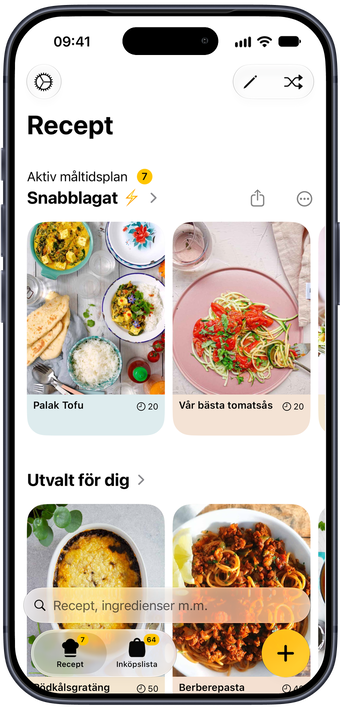 09:41
Recept
Aktiv måltidsplan 7
Snabblagat ⚡
Palak Tofu 20
Vår bästa tomatsås 20
Utvalt för dig
Recept, ingredienser m.m.
7
64
Recept
Inköpslista
Rödkålsgratäng 50
Berberepasta